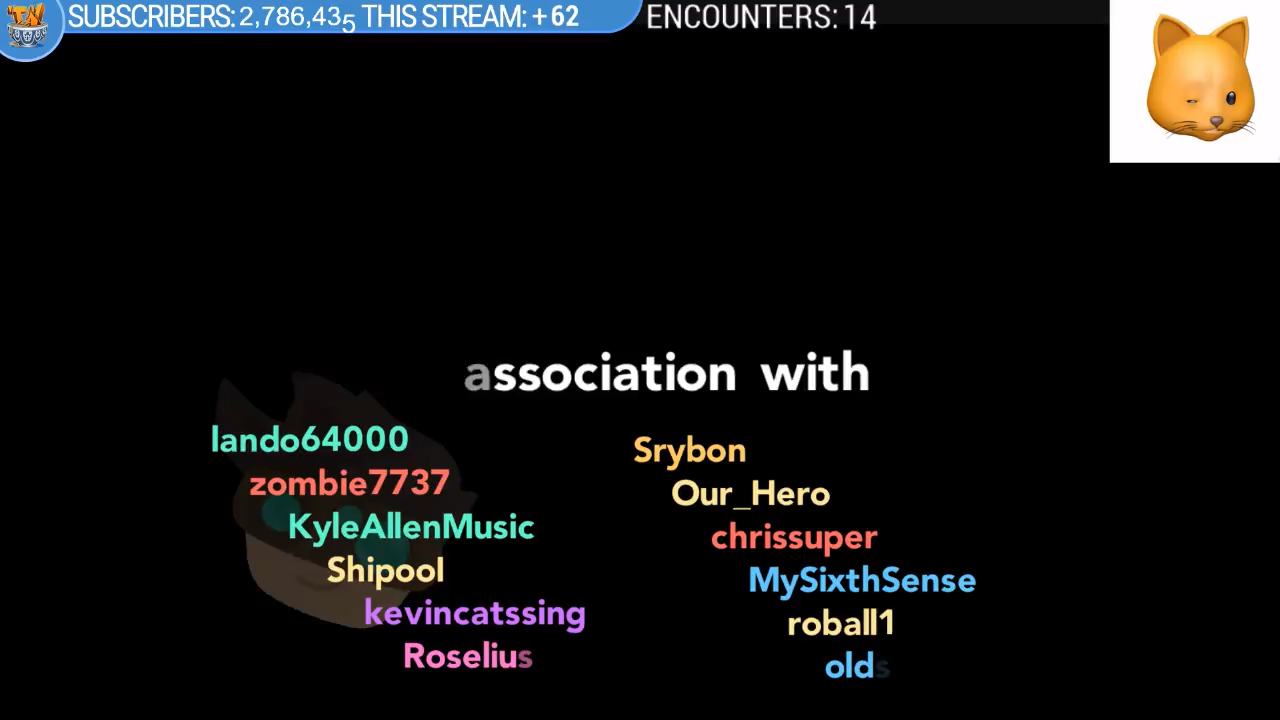 SUBSCRIBERS: 2,786,435 THIS STREAM: +62
ENCOUNTERS:14
association with
lando64000
zombie7737
KyleAllenMusic
Shipool
kevincatssing
Roselius
Srybon
Our_Hero
chrissuper
MySixthSense
roball1
olds